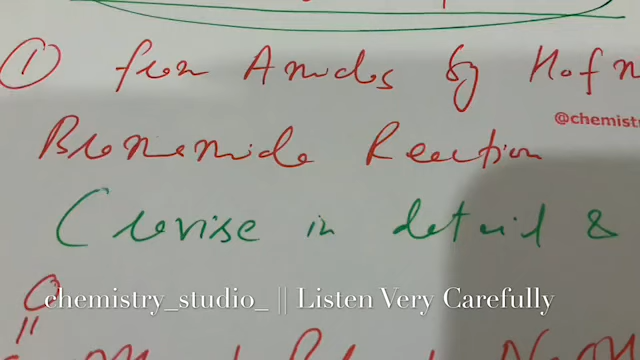 ① from Amides by Hofm
@chemistr
Bromamide Reaction
(revise in detail &
O
chemistry_studio_ || Listen Very Carefully